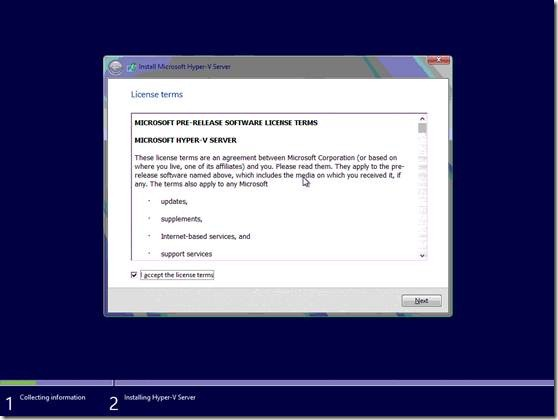 Install Microsoft Hyper-V Server
License terms
MICROSOFT PRE-RELEASE SOFTWARE LICENSE TERMS
MICROSOFT HYPER-V SERVER
These license terms are an agreement between Microsoft Corporation (or based on
where you live, one of its affiliates) and you. Please read them. They apply to the pre-
release software named above, which includes the media on which you received it, if
any. The terms also apply to any Microsoft
· updates,
· supplements,
· Internet-based services, and
· support services
I accept the license terms
Next
1 Collecting information
2 Installing Hyper-V Server